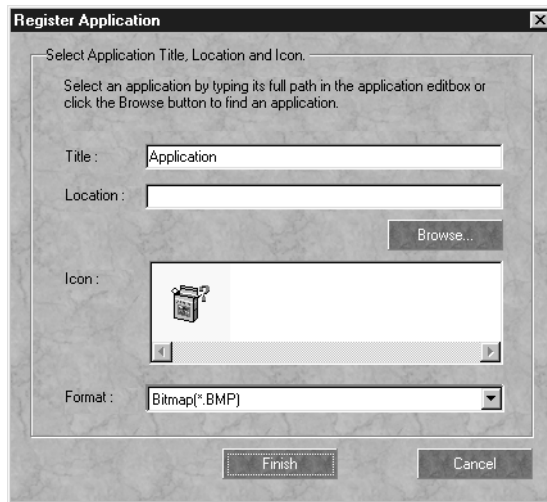 Register Application
Select Application Title, Location and Icon.
Select an application by typing its full path in the application editbox or
click the Browse button to find an application.
Title :
Application
Location :
Browse...
Icon :
Format :
Bitmap(*.BMP)
Finish
Cancel